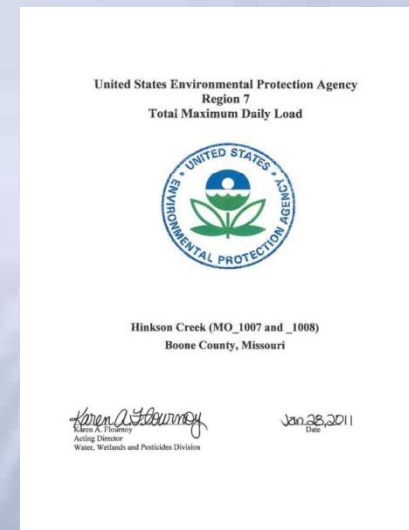 United States Environmental Protection Agency
Region 7
Total Maximum Daily Load
UNITED STATES
ENVIRONMENTAL PROTECTION AGENCY
Hinkson Creek (MO_1007 and _1008)
Boone County, Missouri
Karen A. Flournoy Jan 28, 2011
Karen A. Flournoy Date
Acting Director
Water, Wetlands and Pesticides Division